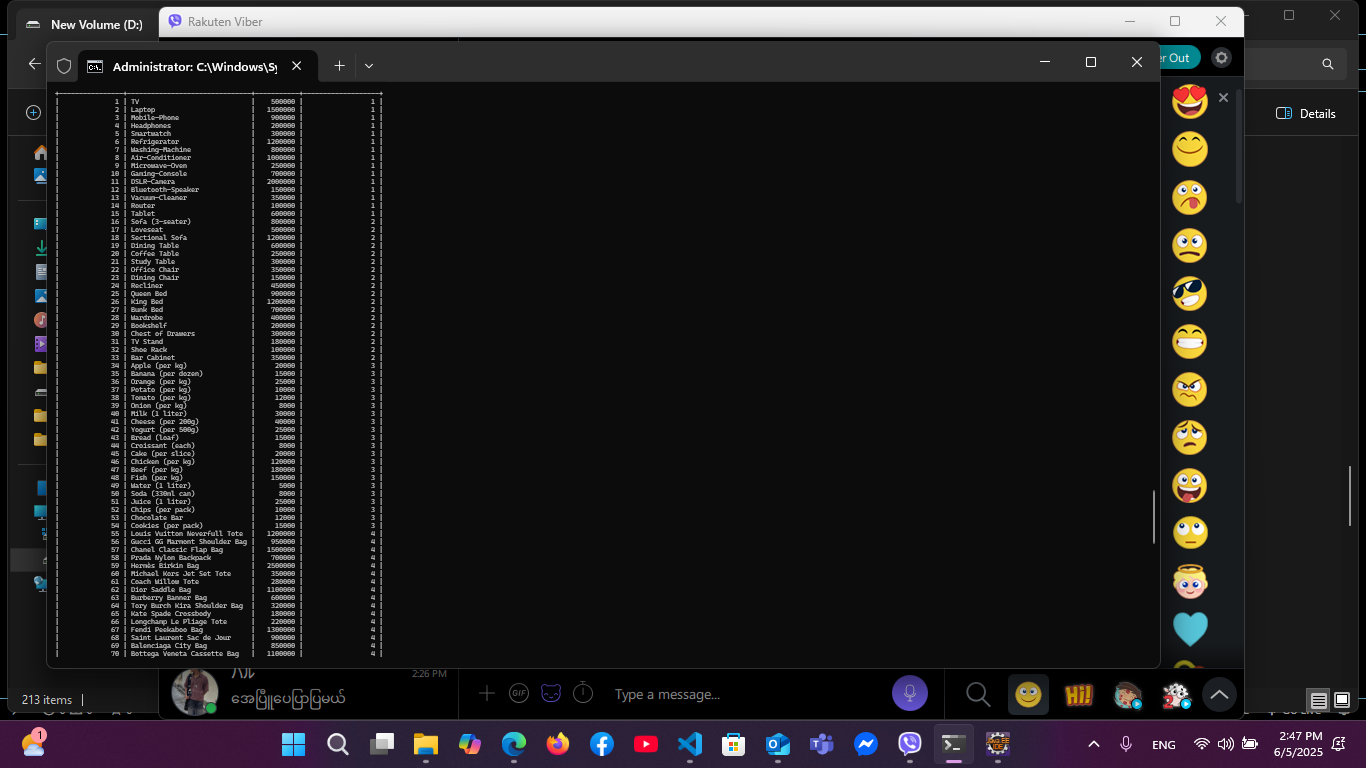 New Volume (D:)
Rakuten Viber
Administrator: C:\Windows\Sy
er Out
Details
| 1 | TV | 500000 | 1 |
| 2 | Laptop | 1500000 | 1 |
| 3 | Mobile-Phone | 900000 | 1 |
| 4 | Headphones | 200000 | 1 |
| 5 | Smartwatch | 300000 | 1 |
| 6 | Refrigerator | 1200000 | 1 |
| 7 | Washing-Machine | 800000 | 1 |
| 8 | Air-Conditioner | 1000000 | 1 |
| 9 | Microwave-Oven | 250000 | 1 |
| 10 | Gaming-Console | 700000 | 1 |
| 11 | DSLR-Camera | 2000000 | 1 |
| 12 | Bluetooth-Speaker | 150000 | 1 |
| 13 | Vacuum-Cleaner | 350000 | 1 |
| 14 | Router | 100000 | 1 |
| 15 | Tablet | 600000 | 1 |
| 16 | Sofa (3-seater) | 800000 | 2 |
| 17 | Loveseat | 500000 | 2 |
| 18 | Sectional Sofa | 1200000 | 2 |
| 19 | Dining Table | 600000 | 2 |
| 20 | Coffee Table | 250000 | 2 |
| 21 | Study Table | 300000 | 2 |
| 22 | Office Chair | 350000 | 2 |
| 23 | Dining Chair | 150000 | 2 |
| 24 | Recliner | 450000 | 2 |
| 25 | Queen Bed | 900000 | 2 |
| 26 | King Bed | 1200000 | 2 |
| 27 | Bunk Bed | 700000 | 2 |
| 28 | Wardrobe | 400000 | 2 |
| 29 | Bookshelf | 200000 | 2 |
| 30 | Chest of Drawers | 300000 | 2 |
| 31 | TV Stand | 180000 | 2 |
| 32 | Shoe Rack | 100000 | 2 |
| 33 | Bar Cabinet | 350000 | 2 |
| 34 | Apple (per kg) | 20000 | 3 |
| 35 | Banana (per dozen) | 15000 | 3 |
| 36 | Orange (per kg) | 25000 | 3 |
| 37 | Potato (per kg) | 10000 | 3 |
| 38 | Tomato (per kg) | 12000 | 3 |
| 39 | Onion (per kg) | 8000 | 3 |
| 40 | Milk (1 liter) | 30000 | 3 |
| 41 | Cheese (per 200g) | 40000 | 3 |
| 42 | Yogurt (per 500g) | 25000 | 3 |
| 43 | Bread (loaf) | 15000 | 3 |
| 44 | Croissant (each) | 8000 | 3 |
| 45 | Cake (per slice) | 20000 | 3 |
| 46 | Chicken (per kg) | 120000 | 3 |
| 47 | Beef (per kg) | 180000 | 3 |
| 48 | Fish (per kg) | 150000 | 3 |
| 49 | Water (1 liter) | 5000 | 3 |
| 50 | Soda (330ml can) | 8000 | 3 |
| 51 | Juice (1 liter) | 25000 | 3 |
| 52 | Chips (per pack) | 10000 | 3 |
| 53 | Chocolate Bar | 12000 | 3 |
| 54 | Cookies (per pack) | 15000 | 3 |
| 55 | Louis Vuitton Neverfull Tote | 1200000 | 4 |
| 56 | Gucci GG Marmont Shoulder Bag | 950000 | 4 |
| 57 | Chanel Classic Flap Bag | 1500000 | 4 |
| 58 | Prada Nylon Backpack | 700000 | 4 |
| 59 | Hermès Birkin Bag | 2500000 | 4 |
| 60 | Michael Kors Jet Set Tote | 350000 | 4 |
| 61 | Coach Willow Tote | 280000 | 4 |
| 62 | Dior Saddle Bag | 1100000 | 4 |
| 63 | Burberry Banner Bag | 600000 | 4 |
| 64 | Tory Burch Kira Shoulder Bag | 320000 | 4 |
| 65 | Kate Spade Crossbody | 180000 | 4 |
| 66 | Longchamp Le Pliage Tote | 220000 | 4 |
| 67 | Fendi Peekaboo Bag | 1300000 | 4 |
| 68 | Saint Laurent Sac de Jour | 900000 | 4 |
| 69 | Balenciaga City Bag | 850000 | 4 |
| 70 | Bottega Veneta Cassette Bag | 1100000 | 4 |
2:26 PM
GIF
Type a message...
Hi!
213 items
1
ENG
2:47 PM
6/5/2025